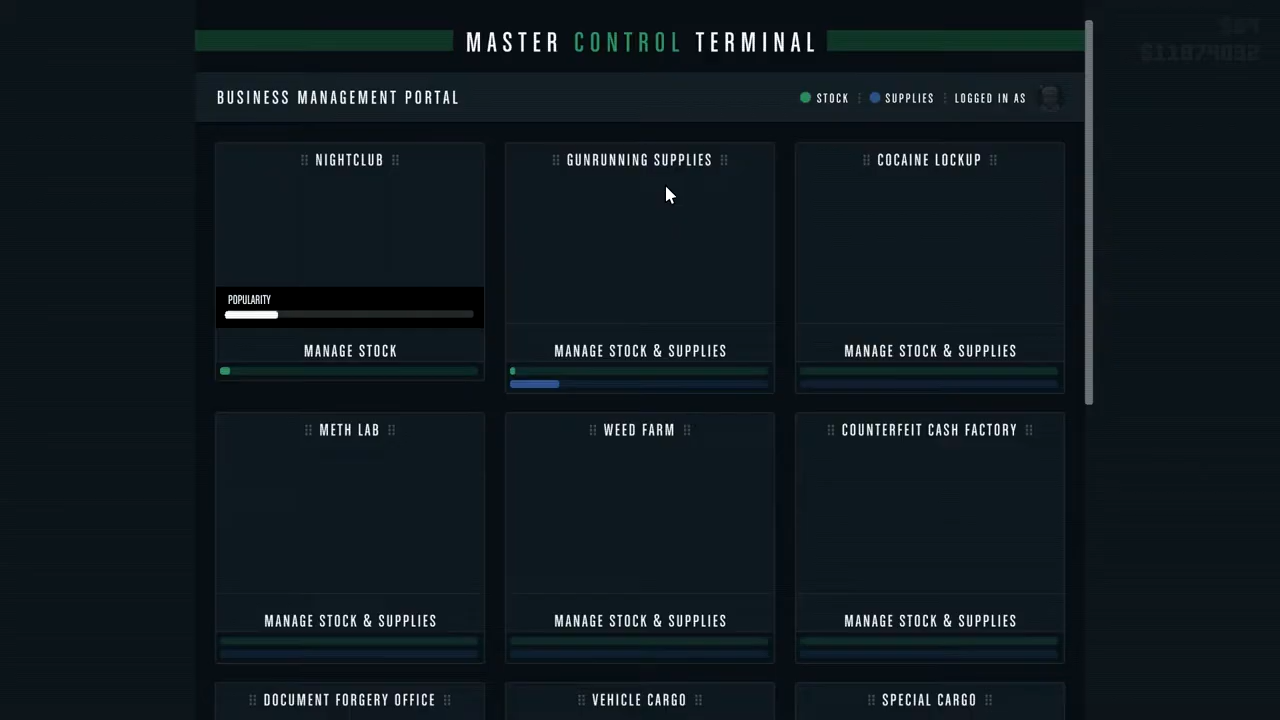 MASTER CONTROL TERMINAL
BUSINESS MANAGEMENT PORTAL
STOCK SUPPLIES LOGGED IN AS
NIGHTCLUB
GUNRUNNING SUPPLIES
COCAINE LOCKUP
POPULARITY
MANAGE STOCK
MANAGE STOCK & SUPPLIES
MANAGE STOCK & SUPPLIES
METH LAB
WEED FARM
COUNTERFEIT CASH FACTORY
MANAGE STOCK & SUPPLIES
MANAGE STOCK & SUPPLIES
MANAGE STOCK & SUPPLIES
DOCUMENT FORGERY OFFICE
VEHICLE CARGO
SPECIAL CARGO